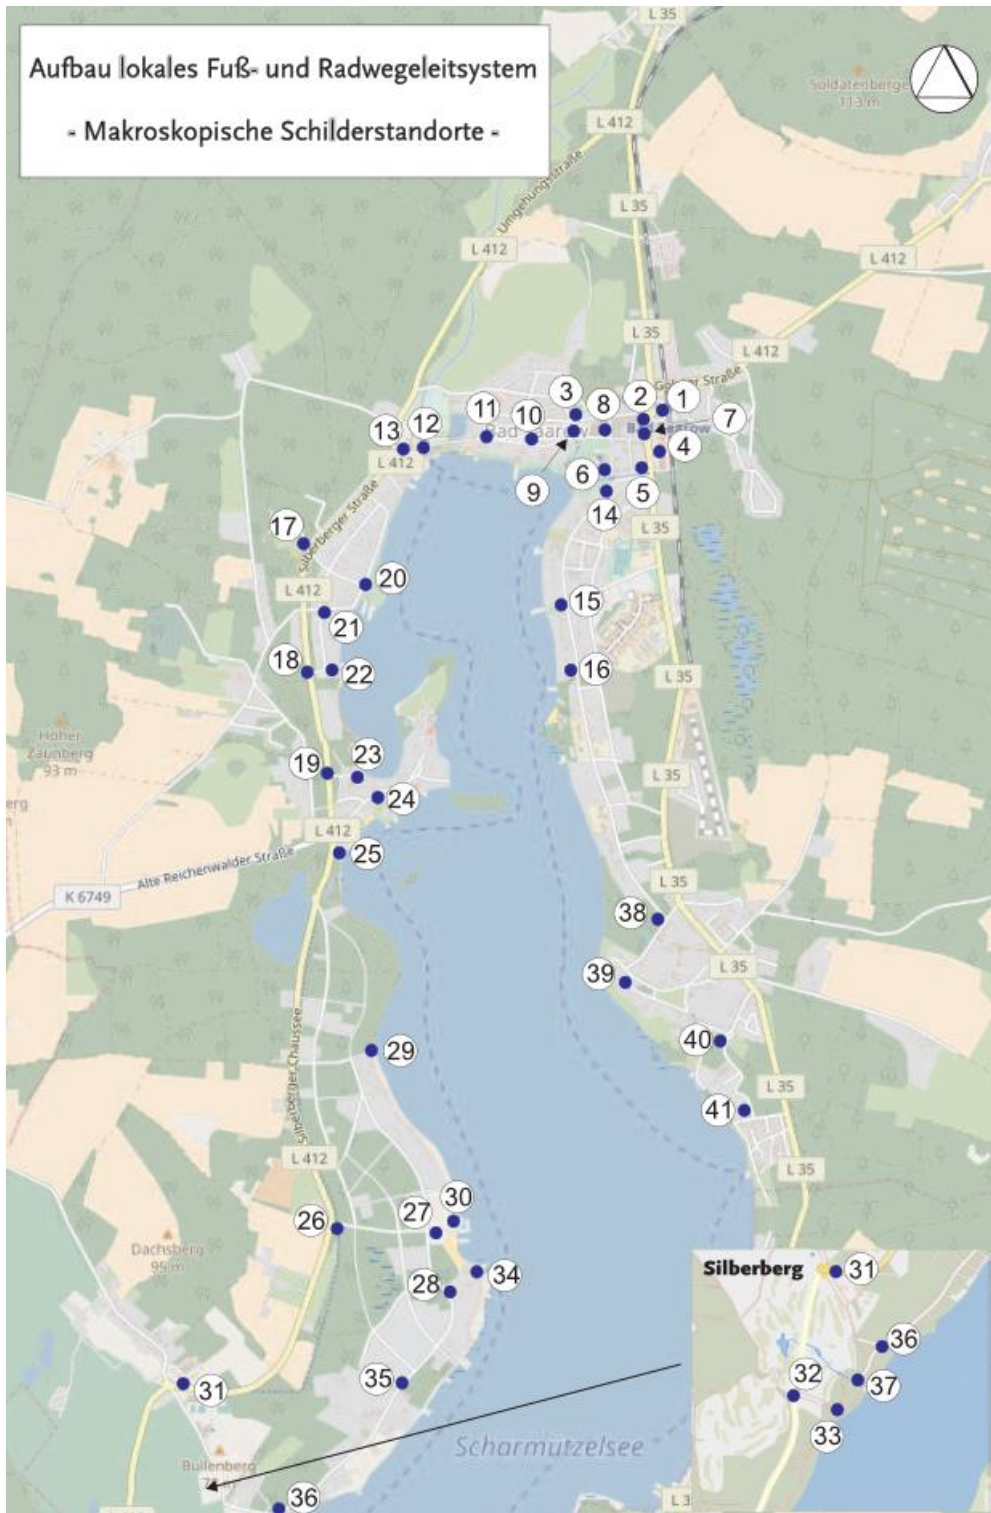 Aufbau lokales Fuß- und Radwegeleitsystem
- Makroskopische Schilderstandorte -
L 35
Soldatenberge
113 m
L 412
Umgehungsstraße
L 35
L 412
L 412
L 35
L 412
3
8
2
1
7
11
10
13
12
4
L 412
9
6
5
14
L 35
Silberberger Straße
17
20
L 412
15
21
18
22
16
L 35
Hoher
Zaunberg
93 m
19
23
L 35
24
L 412
25
Alte Reichenwalder Straße
K 6749
L 35
38
L 35
39
Silberberger Chaussee
29
40
L 35
41
L 412
L 35
30
27
26
Dachsberg
95 m
34
28
Silberberg
31
36
35
31
32
37
33
Scharmützelsee
Bullenberg
36
L 3